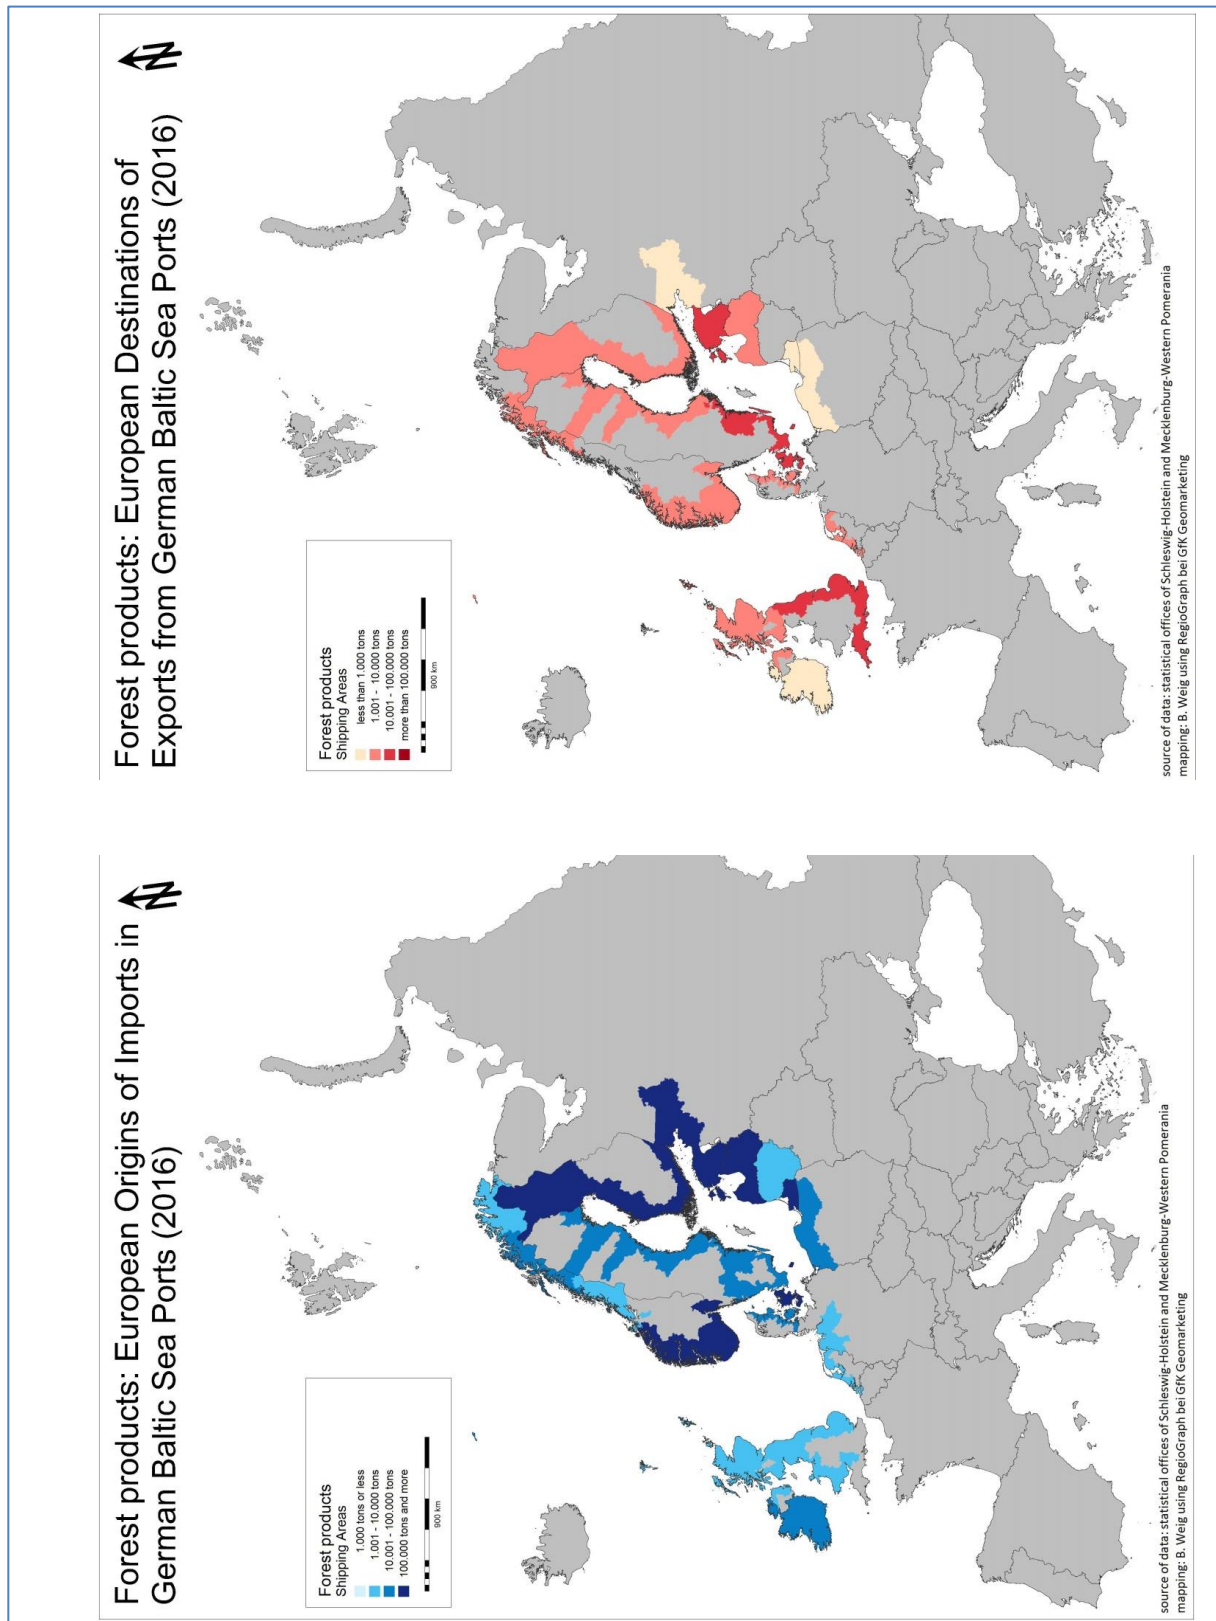 Forest products: European Origins of Imports in
German Baltic Sea Ports (2016)
N
Forest products
Shipping Areas
1.000 tons or less
1.001 - 10.000 tons
10.001 - 100.000 tons
100.000 tons and more
900 km
source of data: statistical offices of Schleswig-Holstein and Mecklenburg-Western Pomerania
mapping: B. Weig using RegioGraph bei GfK Geomarketing
Forest products: European Destinations of
Exports from German Baltic Sea Ports (2016)
N
Forest products
Shipping Areas
less than 1.000 tons
1.001 - 10.000 tons
10.001 - 100.000 tons
more than 100.000 tons
900 km
source of data: statistical offices of Schleswig-Holstein and Mecklenburg-Western Pomerania
mapping: B. Weig using RegioGraph bei GfK Geomarketing